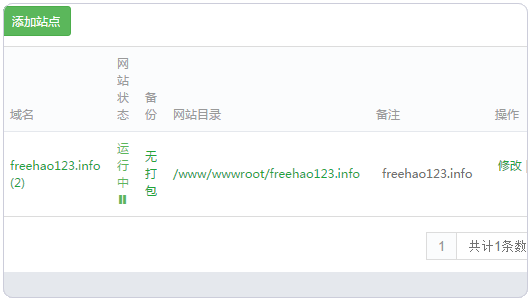 添加站点
域名 网站状态 备份 网站目录 备注 操作
freehao123.info (2) 运行中 无打包 /www/wwwroot/freehao123.info freehao123.info 修改
1 共计1条数